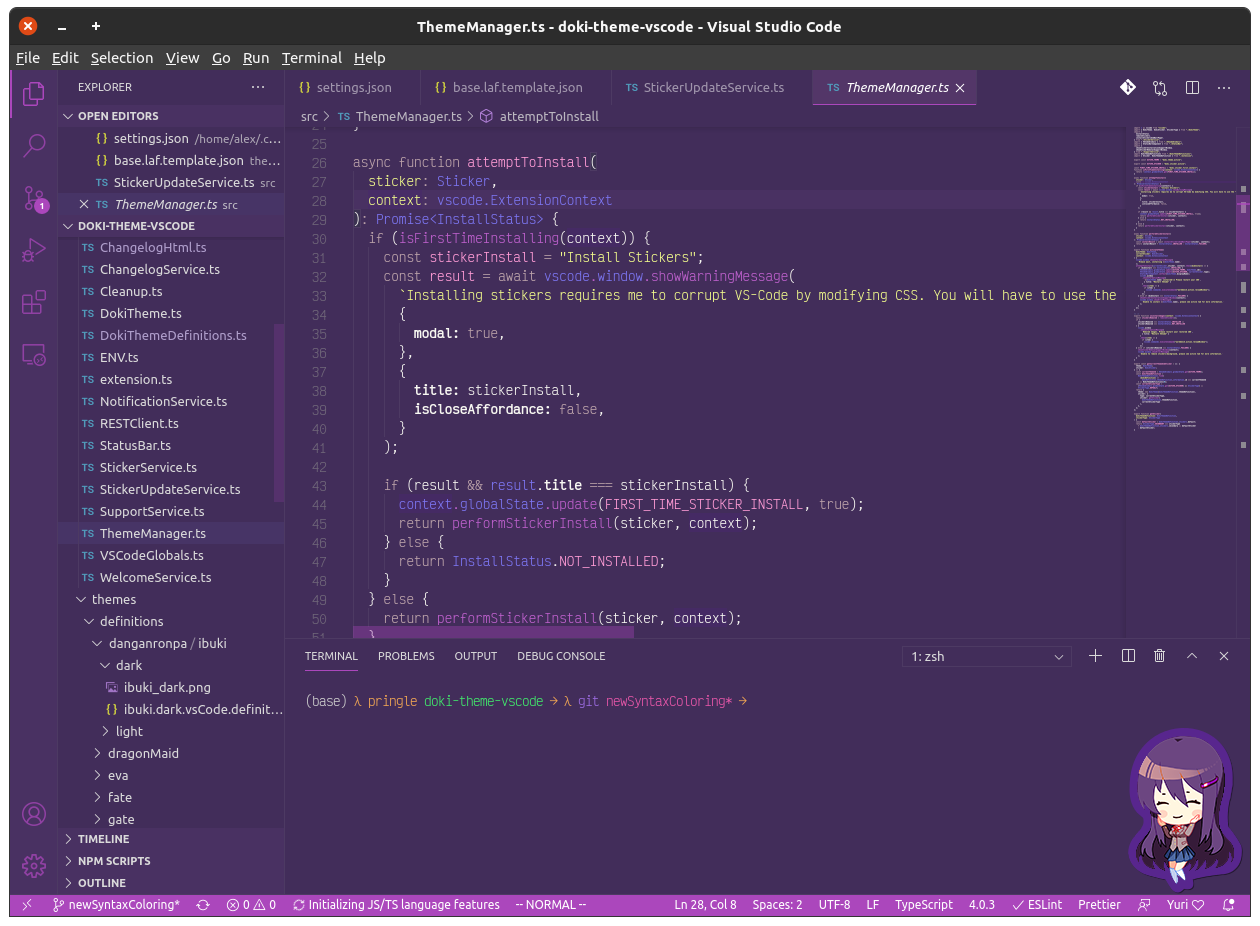 ThemeManager.ts - doki-theme-vscode - Visual Studio Code
File Edit Selection View Go Run Terminal Help
EXPLORER
OPEN EDITORS
{} settings.json /home/alex/.c...
{} base.laf.template.json the...
TS StickerUpdateService.ts src
TS ThemeManager.ts src
DOKI-THEME-VSCODE
TS ChangelogHtml.ts
TS ChangelogService.ts
TS Cleanup.ts
TS DokiTheme.ts
TS DokiThemeDefinitions.ts
TS ENV.ts
TS extension.ts
TS NotificationService.ts
TS RESTClient.ts
TS StatusBar.ts
TS StickerService.ts
TS StickerUpdateService.ts
TS SupportService.ts
TS ThemeManager.ts
TS VSCodeGlobals.ts
TS WelcomeService.ts
themes
definitions
danganronpa / ibuki
dark
ibuki_dark.png
{} ibuki.dark.vsCode.definit...
light
dragonMaid
eva
fate
gate
TIMELINE
NPM SCRIPTS
OUTLINE
1
{} settings.json {} base.laf.template.json TS StickerUpdateService.ts TS ThemeManager.ts
src > TS ThemeManager.ts > attemptToInstall
24 }
25
26 async function attemptToInstall(
27 sticker: Sticker,
28 context: vscode.ExtensionContext
29 ): Promise<InstallStatus> {
30 if (isFirstTimeInstalling(context)) {
31 const stickerInstall = "Install Stickers";
32 const result = await vscode.window.showWarningMessage(
33 `Installing stickers requires me to corrupt VS-Code by modifying CSS. You will have to use the
34 {
35 modal: true,
36 },
37 {
38 title: stickerInstall,
39 isCloseAffordance: false,
40 }
41 );
42
43 if (result && result.title === stickerInstall) {
44 context.globalState.update(FIRST_TIME_STICKER_INSTALL, true);
45 return performStickerInstall(sticker, context);
46 } else {
47 return InstallStatus.NOT_INSTALLED;
48 }
49 } else {
50 return performStickerInstall(sticker, context);
51 }
TERMINAL PROBLEMS OUTPUT DEBUG CONSOLE 1: zsh
(base) λ pringle doki-theme-vscode → λ git newSyntaxColoring* →
newSyntaxColoring* 0 0 Initializing JS/TS language features -- NORMAL -- Ln 28, Col 8 Spaces: 2 UTF-8 LF TypeScript 4.0.3 ESLint Prettier Yuri ♡